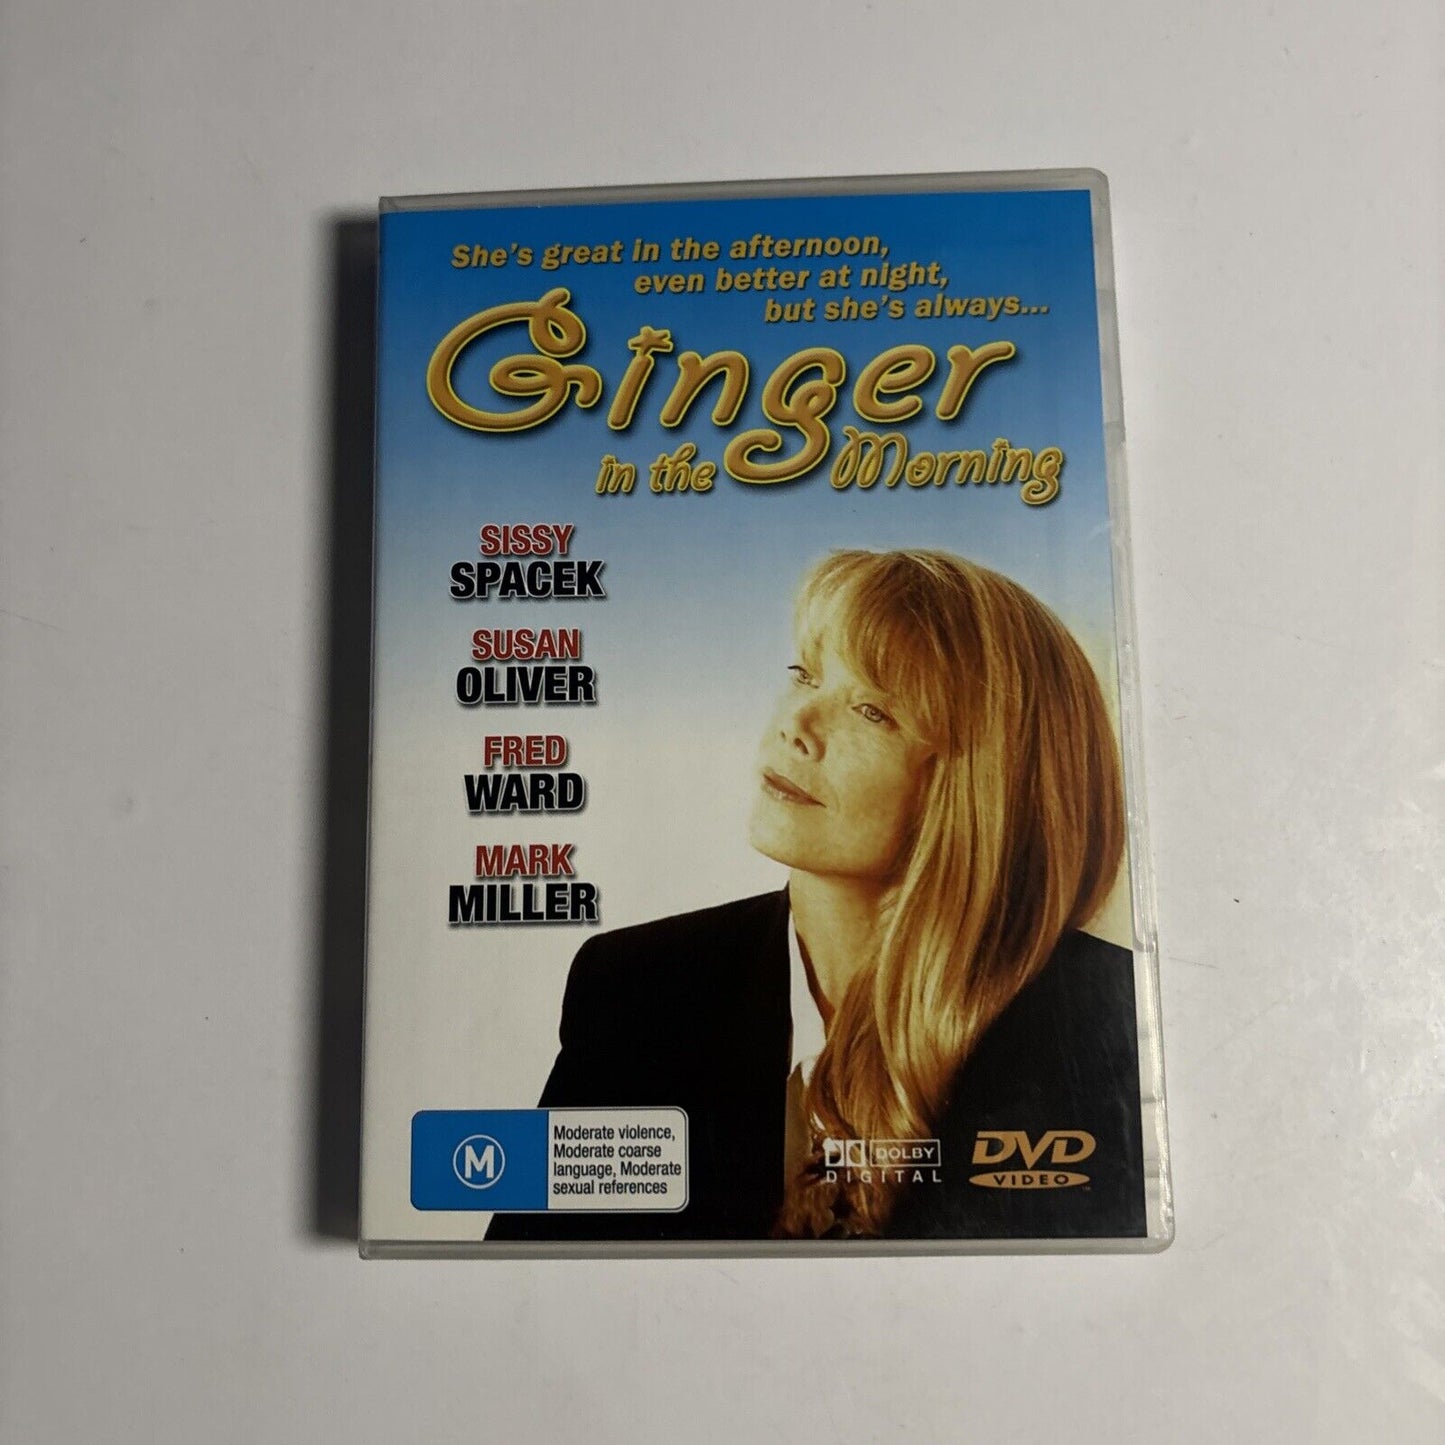 She's great in the afternoon,
even better at night,
but she's always...
Ginger
in the Morning
SISSY
SPACEK
SUSAN
OLIVER
FRED
WARD
MARK
MILLER
M
Moderate violence,
Moderate coarse
language, Moderate
sexual references
DOLBY
DIGITAL
DVD
VIDEO